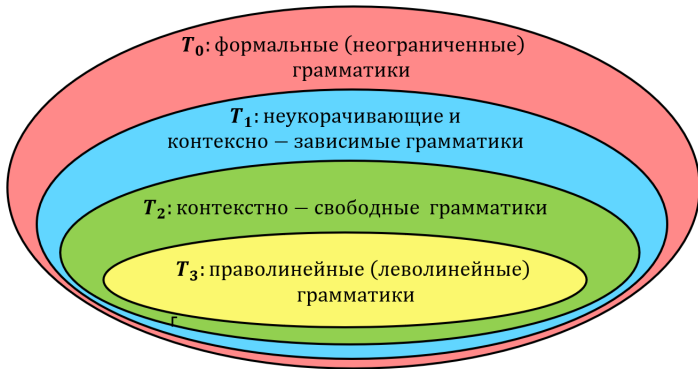 T₀: формальные (неограниченные)
грамматики
T₁: неукорачивающие и
контексно − зависимые грамматики
T₂: контекстно − свободные грамматики
T₃: праволинейные (леволинейные)
грамматики
г